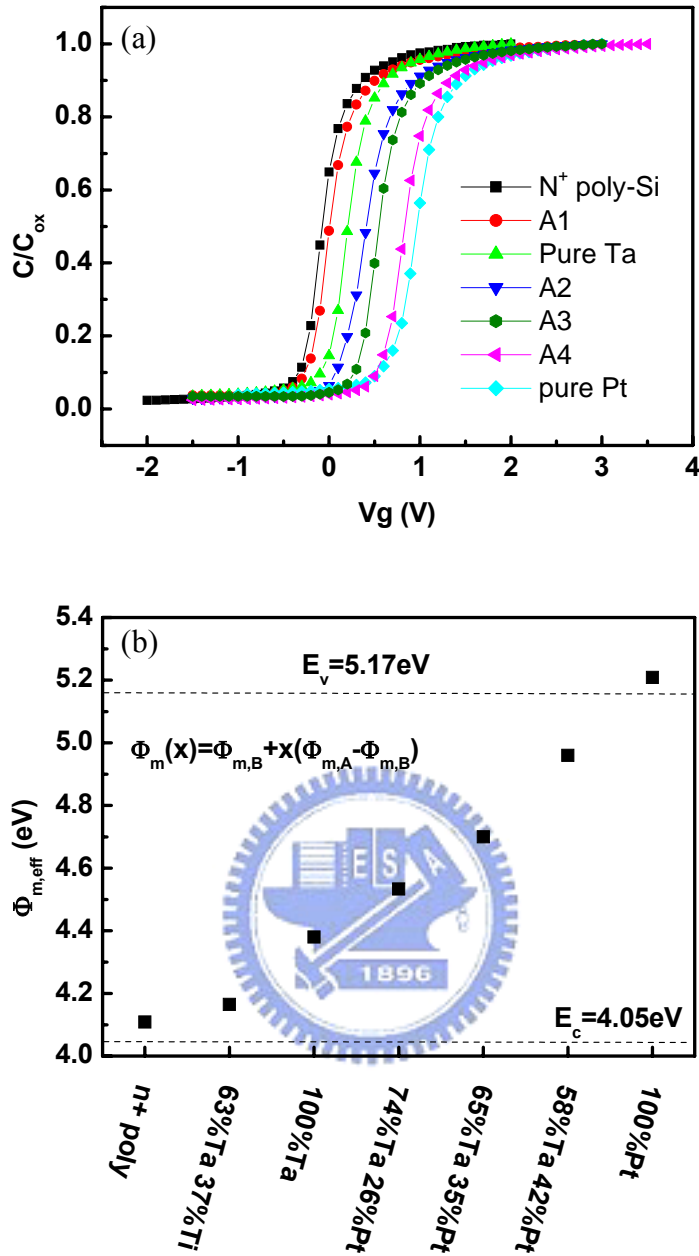 (a)
1.0
0.8
0.6
0.4
0.2
0.0
C/Cox
N+ poly-Si
A1
Pure Ta
A2
A3
A4
pure Pt
-2
-1
0
1
2
3
4
Vg (V)
(b)
5.4
5.2
5.0
4.8
4.6
4.4
4.2
4.0
Φm,eff (eV)
Ev=5.17eV
Φm(x)=Φm,B+x(Φm,A-Φm,B)
E S A
1896
Ec=4.05eV
n+ poly
63%Ta 37%Ti
100%Ta
74%Ta 26%Pt
65%Ta 35%Pt
58%Ta 42%Pt
100%Pt